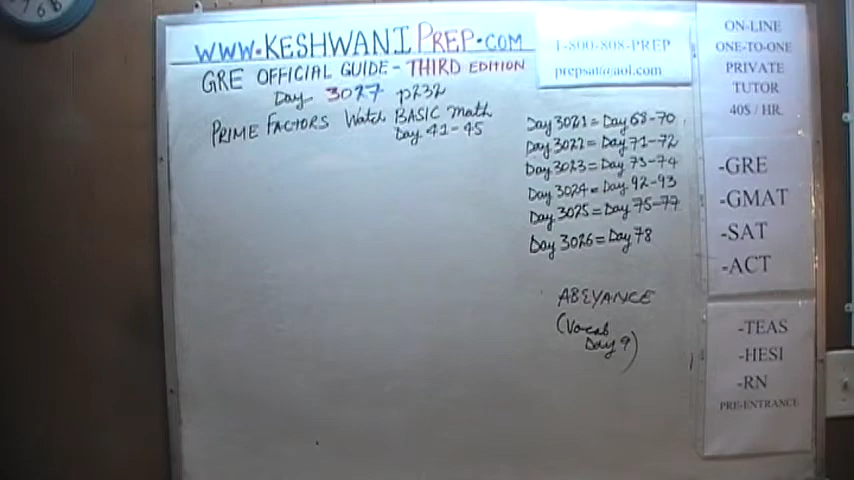 WWW.KESHWANIPREP.COM
GRE OFFICIAL GUIDE - THIRD EDITION
Day 3027 p232
PRIME FACTORS Watch BASIC Math
Day 41-45
1-800-808-PREP
prepsat@aol.com
Day 3021 = Day 68-70
Day 3022 = Day 71-72
Day 3023 = Day 73-74
Day 3024 = Day 92-93
Day 3025 = Day 75-77
Day 3026 = Day 78
ABEYANCE
(Vocab
Day 9)
ON-LINE
ONE-TO-ONE
PRIVATE
TUTOR
40$ / HR
-GRE
-GMAT
-SAT
-ACT
-TEAS
-HESI
-RN
PRE-ENTRANCE